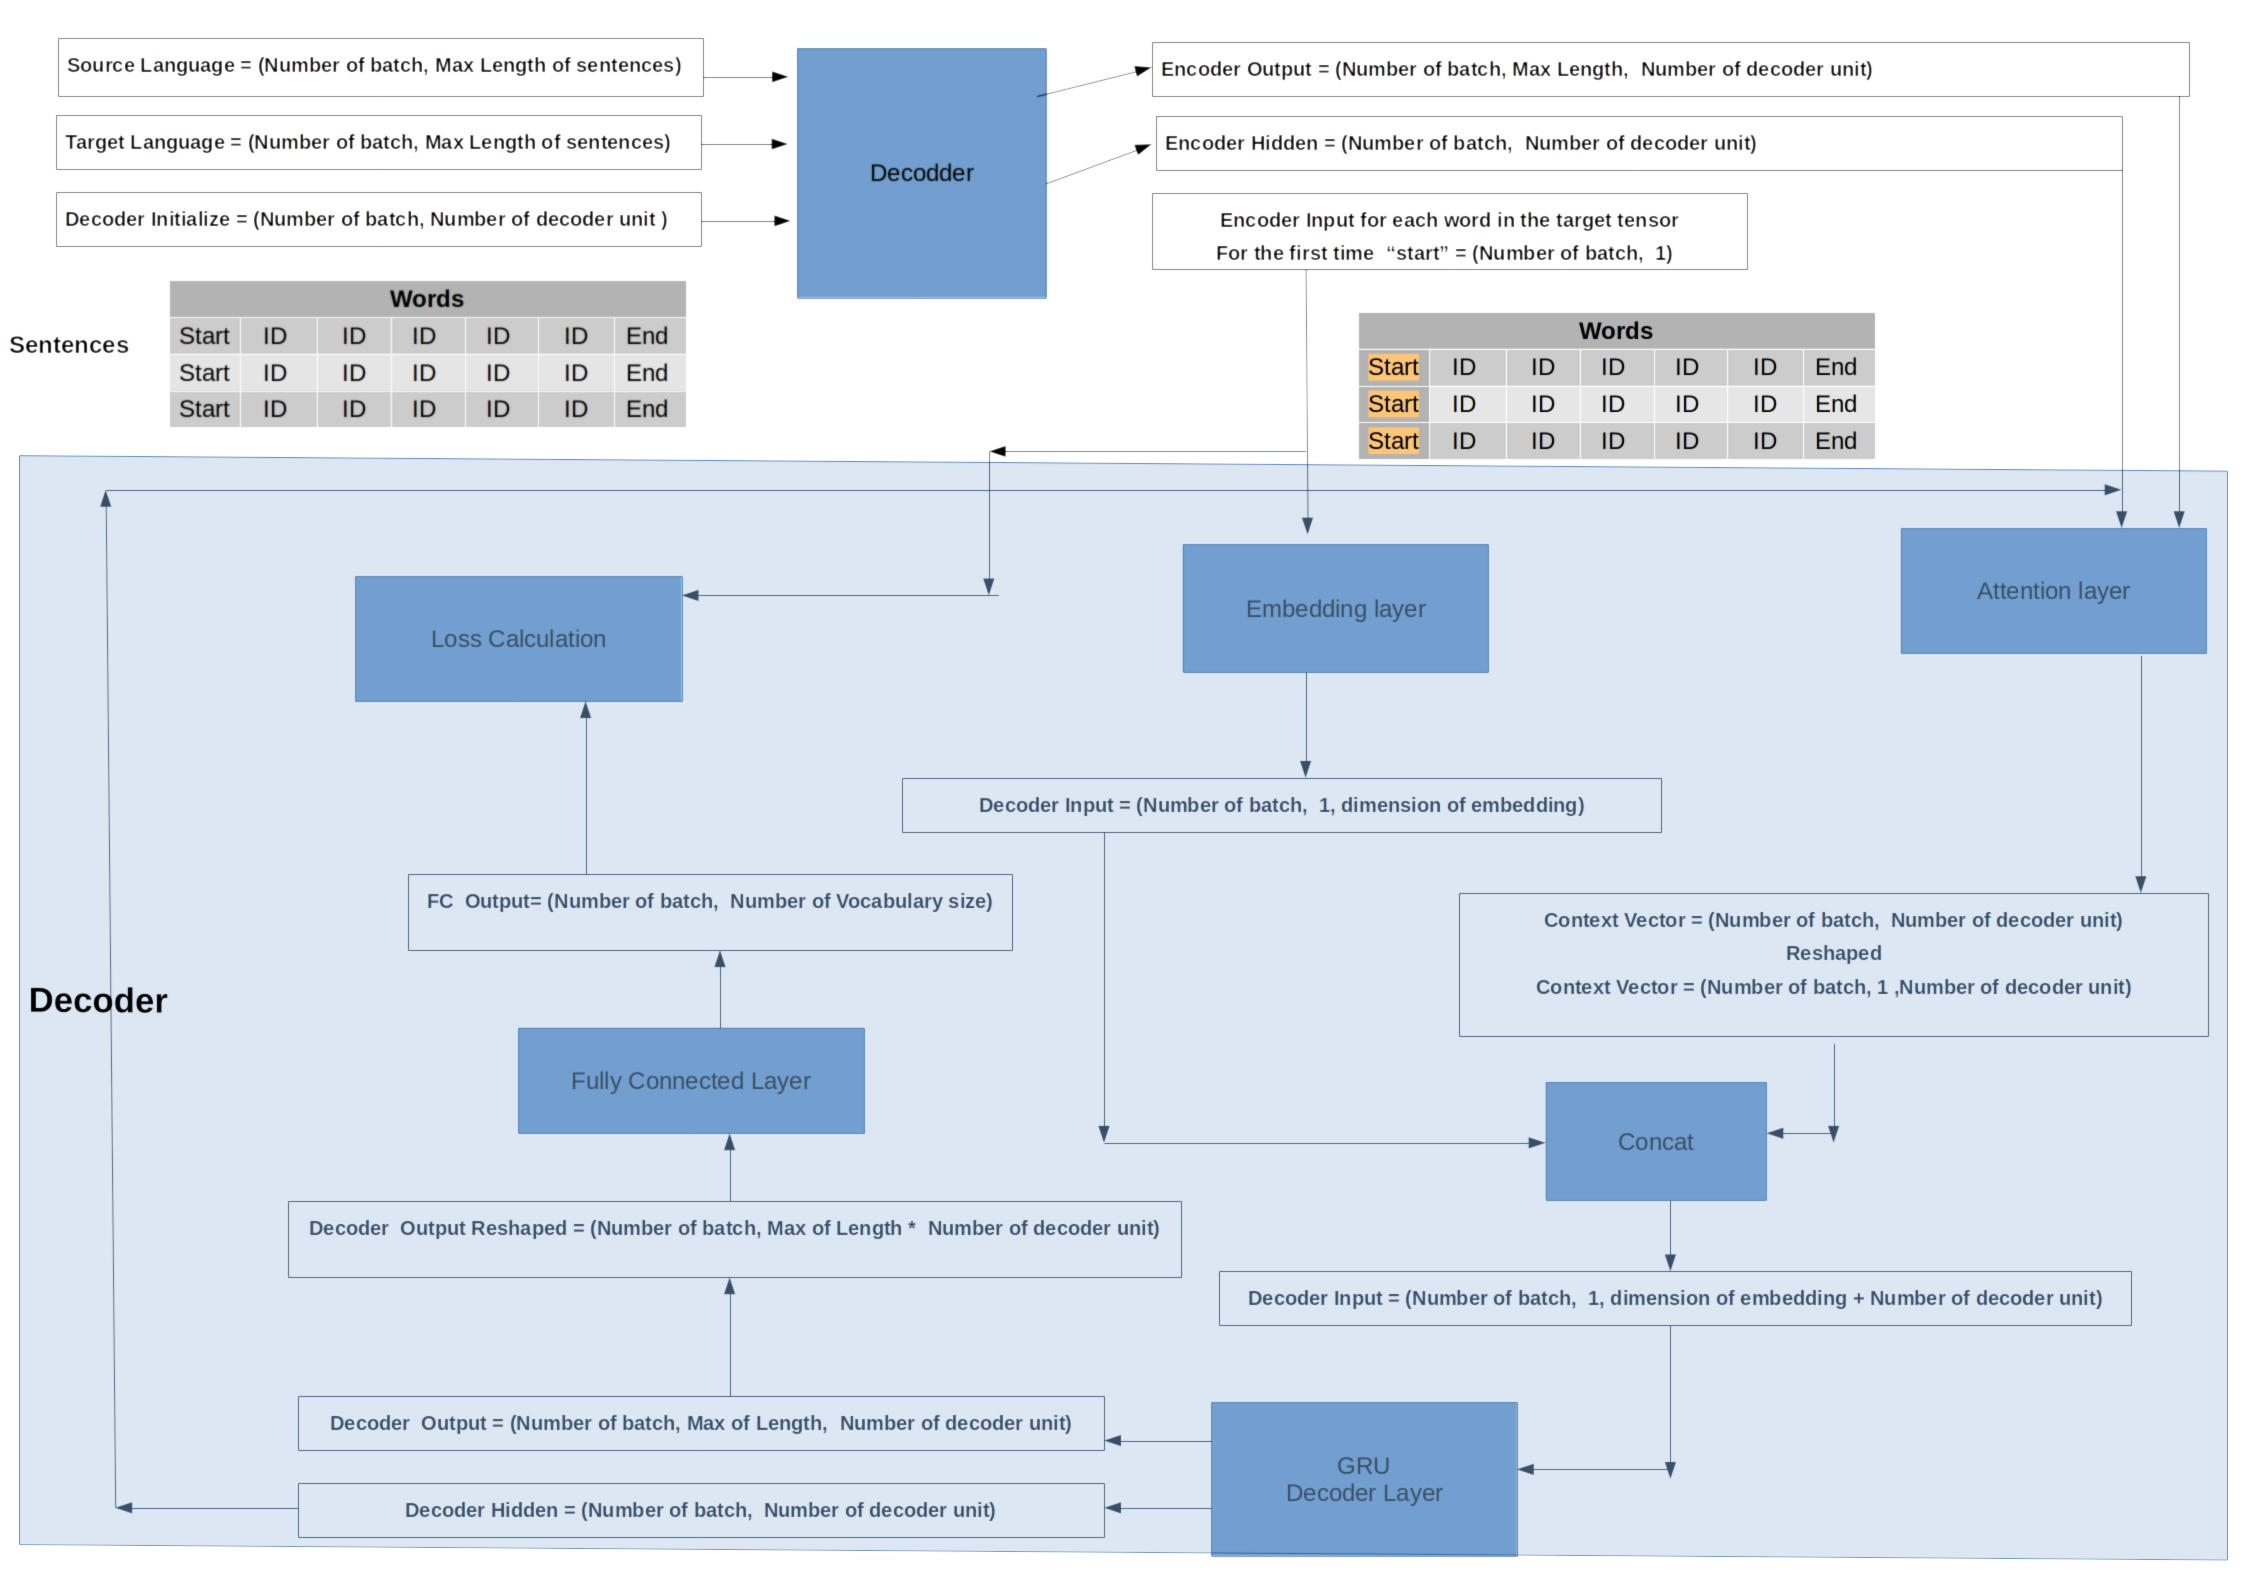 Source Language = (Number of batch, Max Length of sentences)
Target Language = (Number of batch, Max Length of sentences)
Decoder Initialize = (Number of batch, Number of decoder unit )
Decodder
Encoder Output = (Number of batch, Max Length,  Number of decoder unit)
Encoder Hidden = (Number of batch,  Number of decoder unit)
Encoder Input for each word in the target tensor
For the first time  “start” = (Number of batch,  1)
Sentences
Words
Start ID ID ID ID ID End
Start ID ID ID ID ID End
Start ID ID ID ID ID End
Words
Start ID ID ID ID ID End
Start ID ID ID ID ID End
Start ID ID ID ID ID End
Loss Calculation
Embedding layer
Attention layer
Decoder Input = (Number of batch,  1, dimension of embedding)
FC  Output= (Number of batch,  Number of Vocabulary size)
Context Vector = (Number of batch,  Number of decoder unit)
Reshaped
Context Vector = (Number of batch, 1 ,Number of decoder unit)
Decoder
Fully Connected Layer
Concat
Decoder  Output Reshaped = (Number of batch, Max of Length *  Number of decoder unit)
Decoder Input = (Number of batch,  1, dimension of embedding + Number of decoder unit)
Decoder  Output = (Number of batch, Max of Length,  Number of decoder unit)
GRU
Decoder Layer
Decoder Hidden = (Number of batch,  Number of decoder unit)